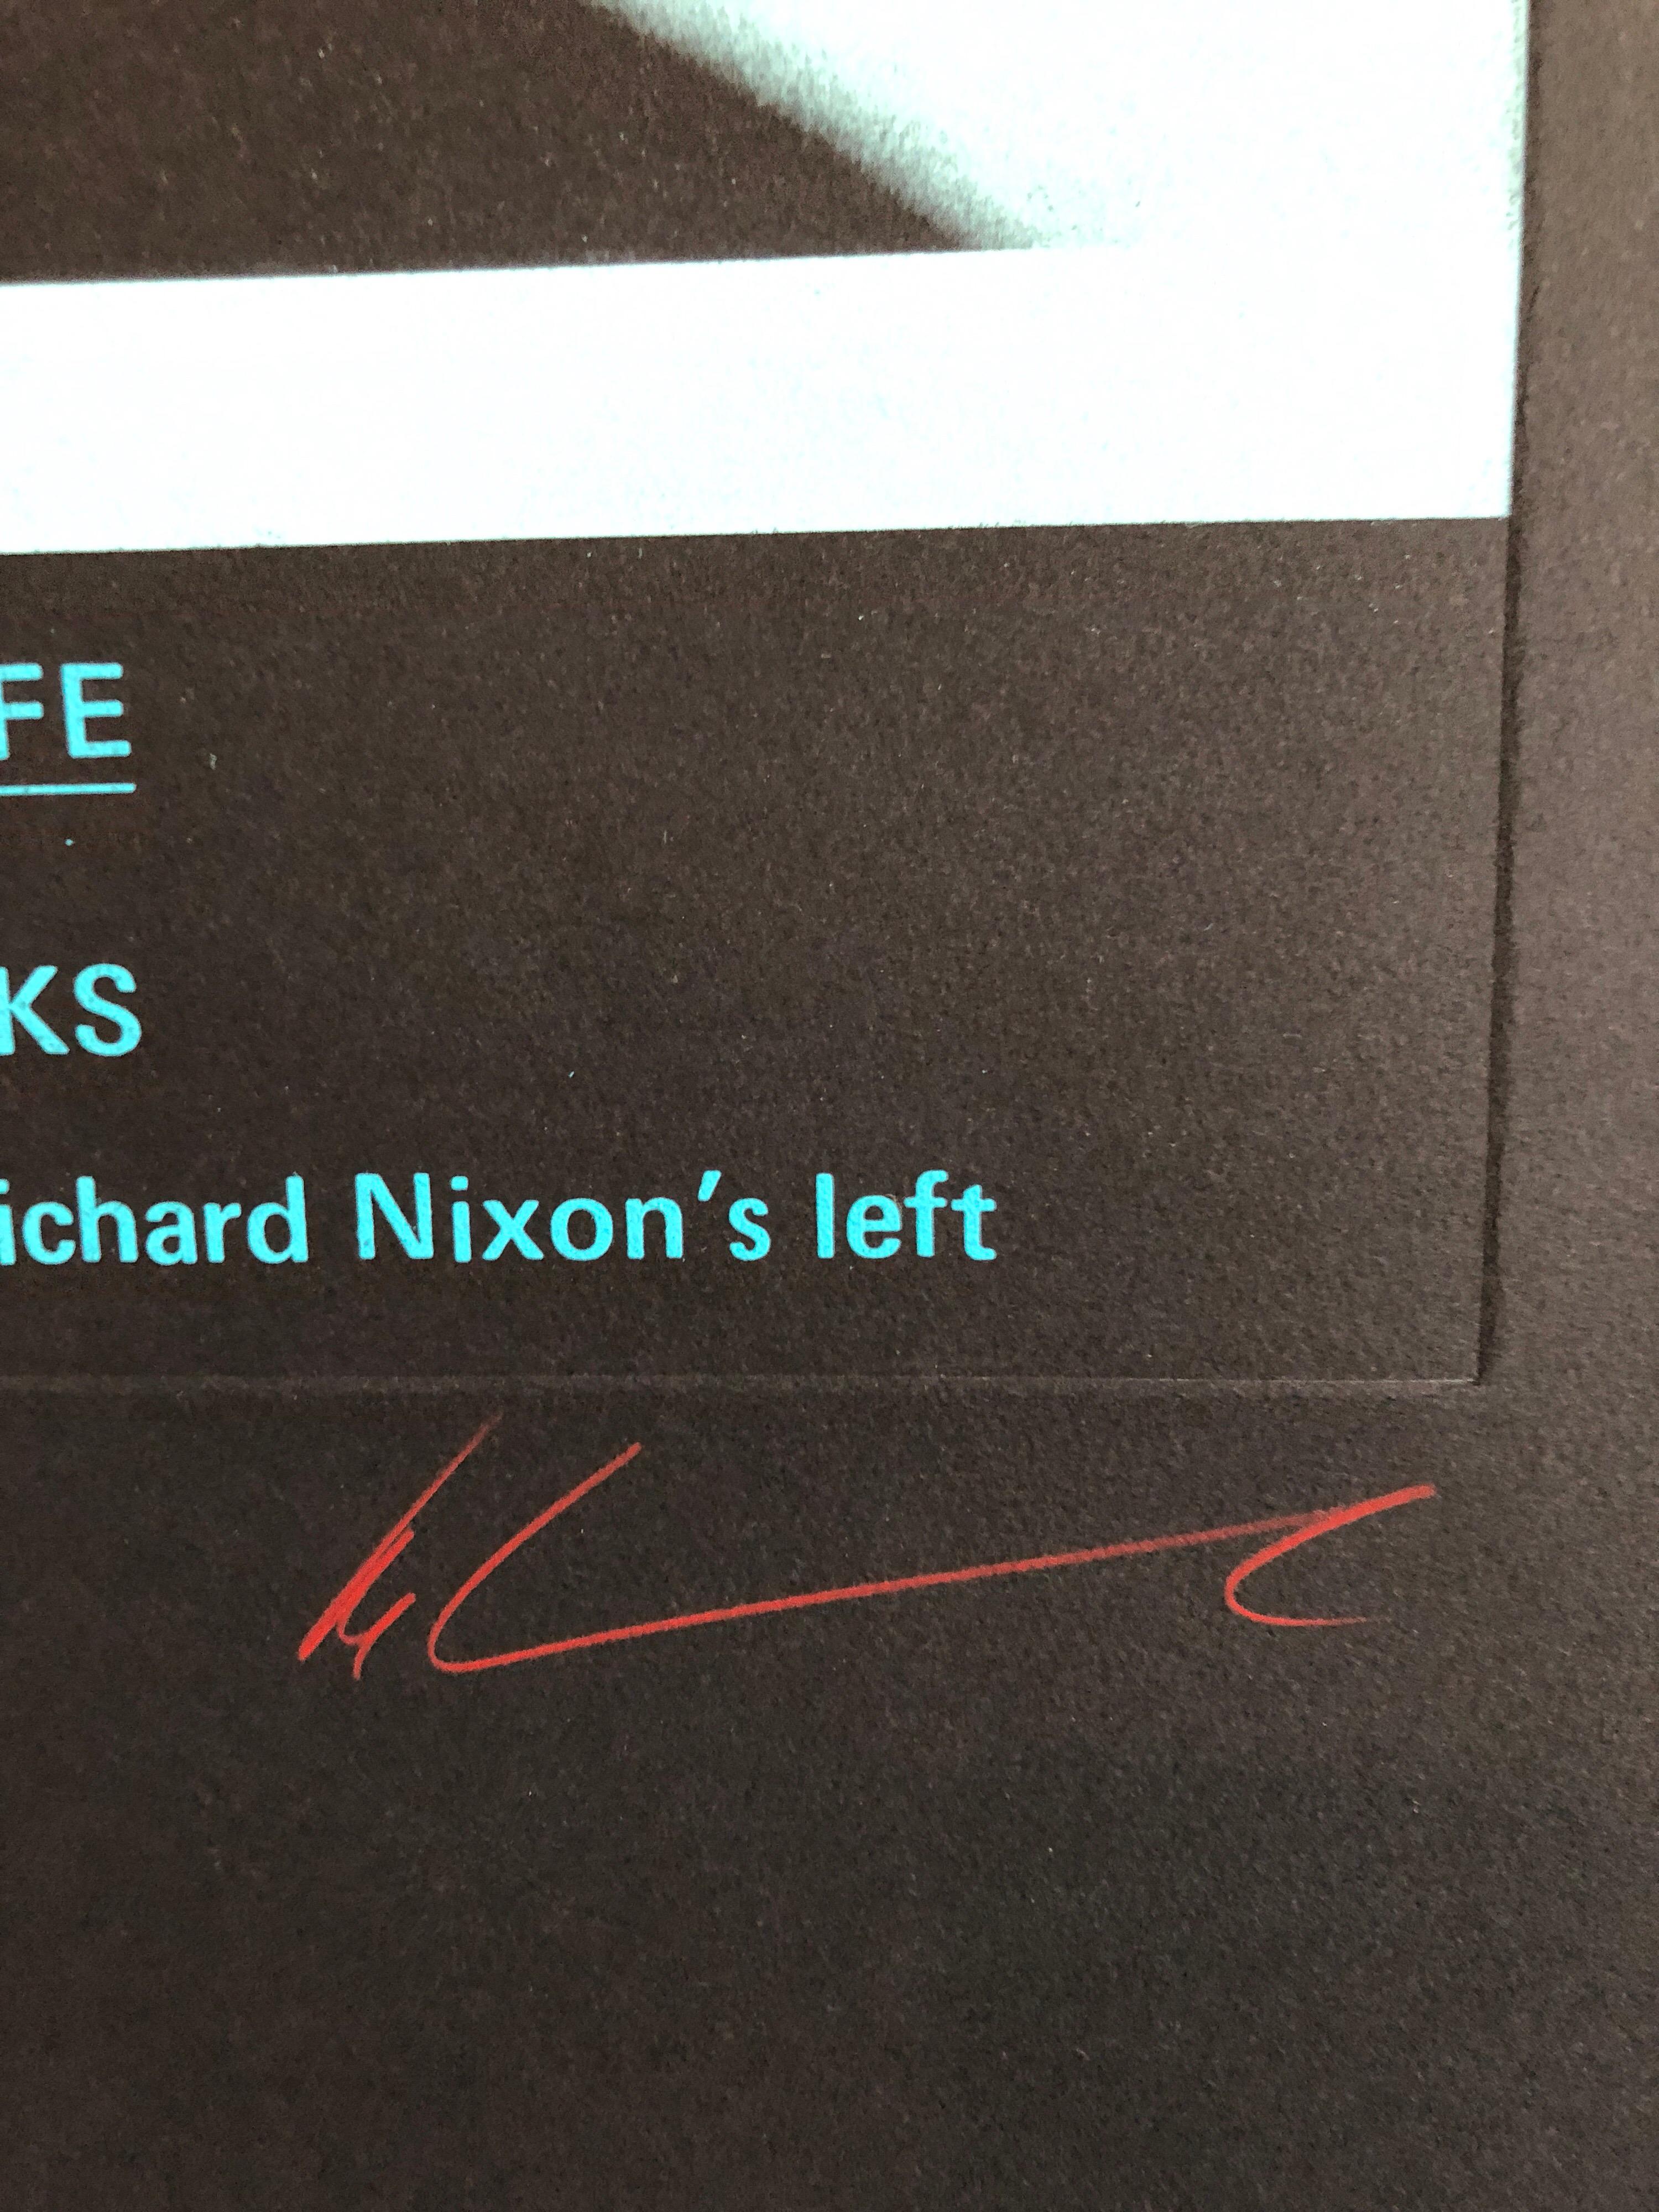 FE
KS
ichard Nixon's left